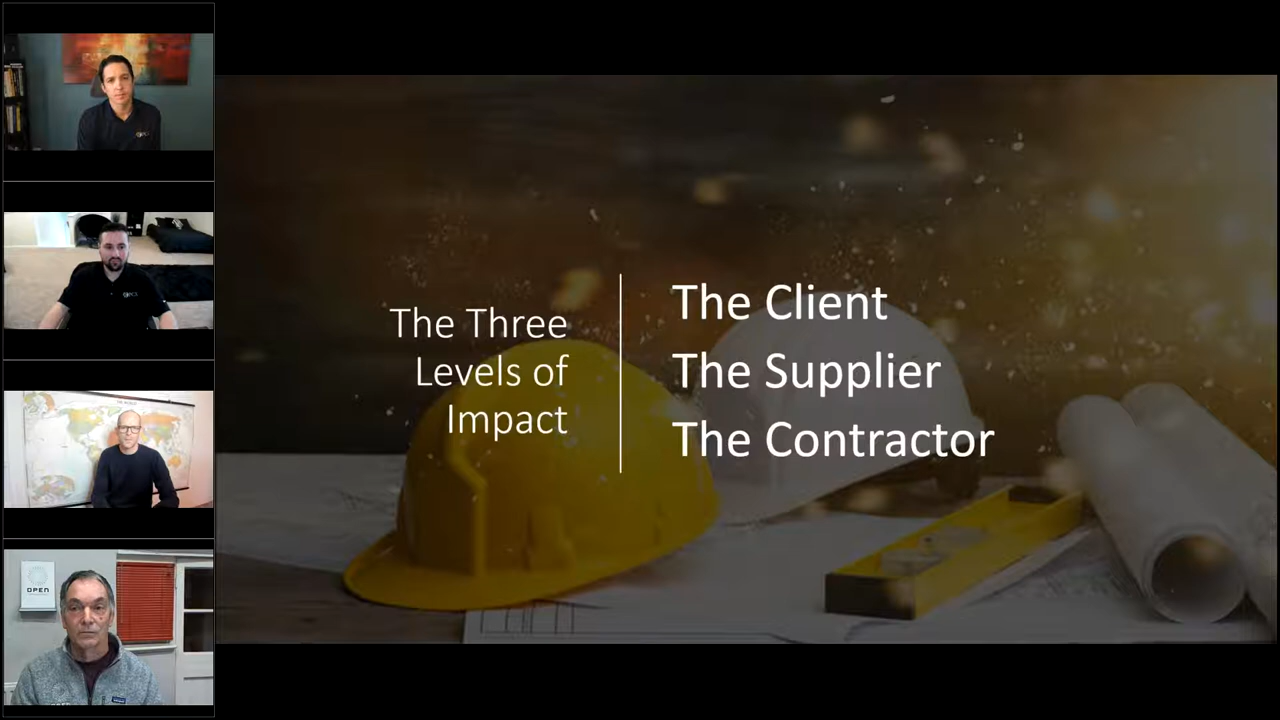 The Three
Levels of
Impact
The Client
The Supplier
The Contractor
OPEN